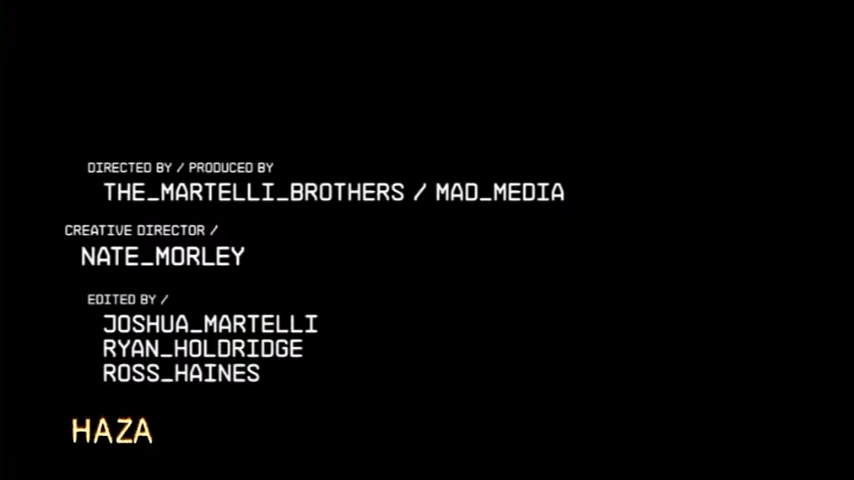 DIRECTED BY / PRODUCED BY
THE_MARTELLI_BROTHERS / MAD_MEDIA
CREATIVE DIRECTOR /
NATE_MORLEY
EDITED BY /
JOSHUA_MARTELLI
RYAN_HOLDRIDGE
ROSS_HAINES
HAZA